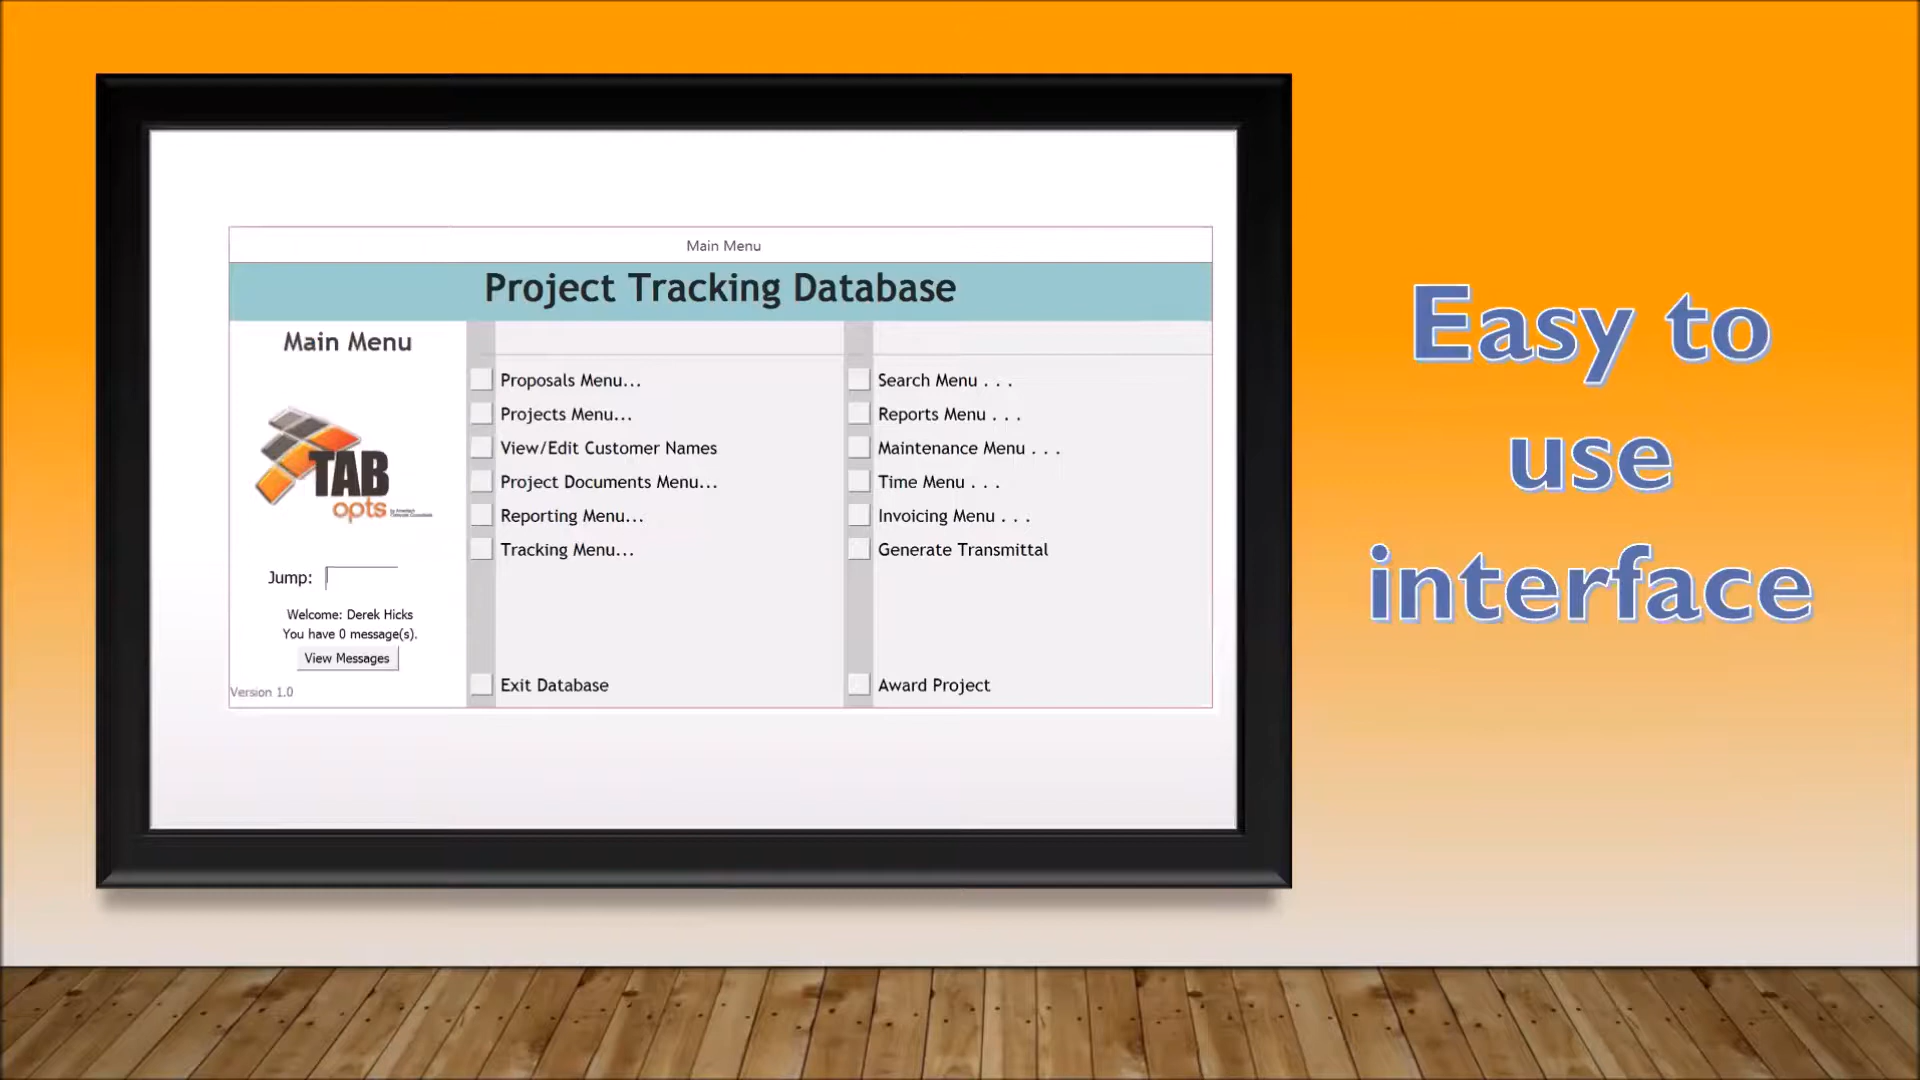 Main Menu
Project Tracking Database
Main Menu
TAB
opts
Jump:
Welcome: Derek Hicks
You have 0 message(s).
View Messages
Version 1.0
Proposals Menu...
Projects Menu...
View/Edit Customer Names
Project Documents Menu...
Reporting Menu...
Tracking Menu...
Exit Database
Search Menu . . .
Reports Menu . . .
Maintenance Menu . . .
Time Menu . . .
Invoicing Menu . . .
Generate Transmittal
Award Project
Easy to
use
interface